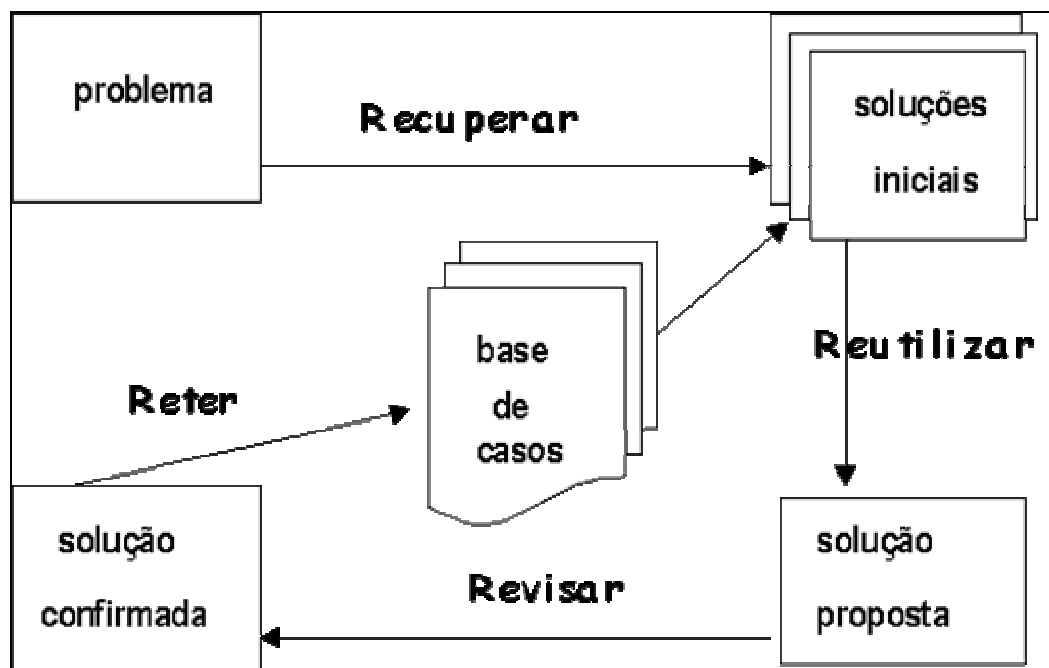 problema
Recuperar
soluções
iniciais
base
de
casos
Reutilizar
Reter
solução
confirmada
Revisar
solução
proposta